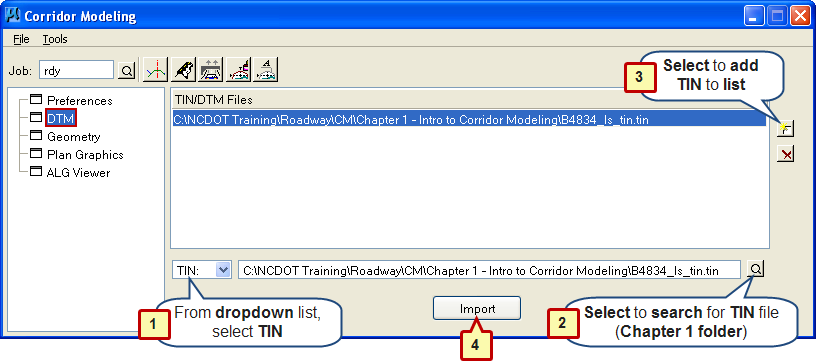 Corridor Modeling
File Tools
Job: rdy
Preferences
DTM
Geometry
Plan Graphics
ALG Viewer
TIN/DTM Files
C:\NCDOT Training\Roadway\CM\Chapter 1 - Intro to Corridor Modeling\B4834_ls_tin.tin
3
Select to add
TIN to list
TIN: C:\NCDOT Training\Roadway\CM\Chapter 1 - Intro to Corridor Modeling\B4834_ls_tin.tin
1
From dropdown list,
select TIN
Import
4
2
Select to search for TIN file
(Chapter 1 folder)